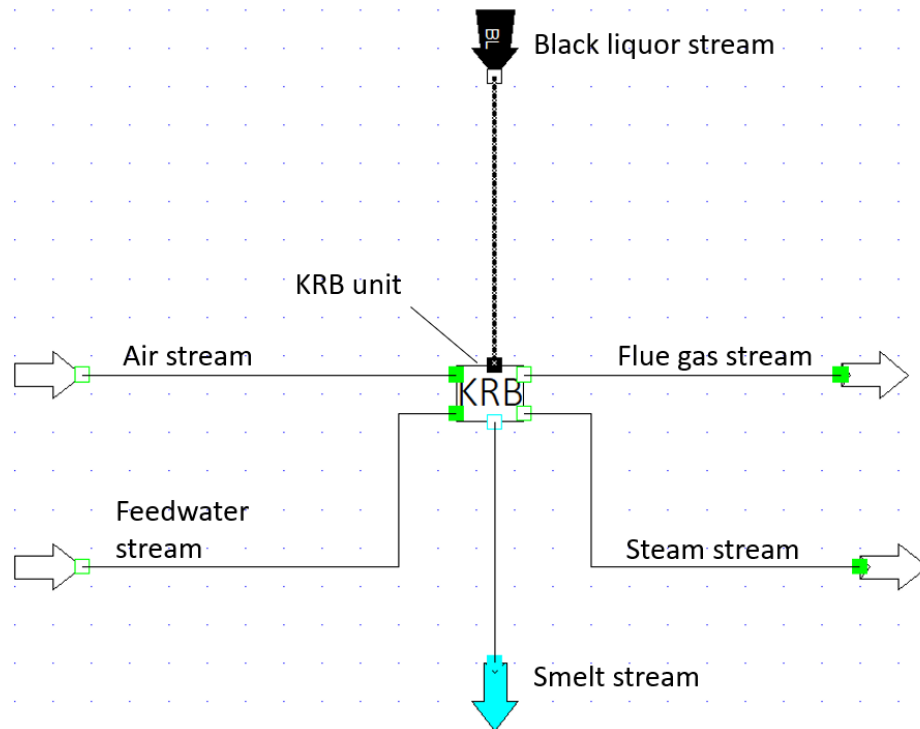 BL
Black liquor stream
KRB unit
Air stream
Flue gas stream
KRB
Feedwater
stream
Steam stream
Smelt stream